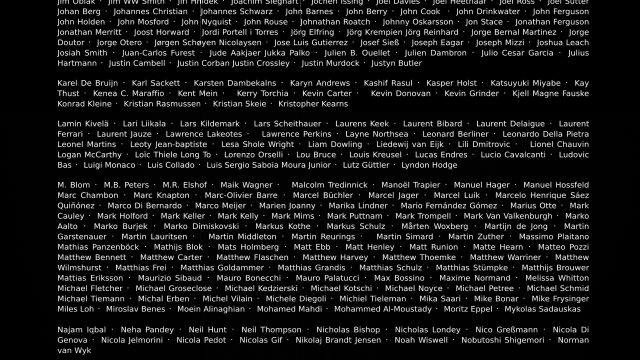 Jim Oblak · Jim WW Smith · Jiri Hnidek · Joachim Siegnart · Jochen Issing · Joel Davies · Joel Heethaar · Joel Ross · Joel Sutter
Johan Berg · Johannes Christian · Johannes Schwarz · John Barnes · John Ben-Erry · John Cook · John Drinkwater · John Ferguson
John Holden · John Mosford · John Nyquist · John Rouse · Johnathan Roatch · Johnny Oskarsson · Jon Stace · Jonathan Ferguson
Jonathan Merritt · Joost Horward · Jordi Portell i Torres · Jörg Elfring · Jörg Krempien Jörg Reinhard · Jorge Bernal Martinez · Jorge
Doutor · Jorge Otero · Jørgen Schøyen Nicolaysen · Jose Luis Gutierrez · Josef Sieß · Joseph Eagar · Joseph Mizzi · Joshua Leach
Josiah Smith · Juan-Carlos Furest · Jude Aakjaer Jukka Palko · Julien B. Ouellet · Julien Dambron · Julio Cesar Garcia · Julius
Hartmann · Justin Cambell · Justin Corban Justin Crossley · Justin Murdock · Justyn Butler
Karel De Bruijn · Karl Sackett · Karsten Dambekalns · Karyn Andrews · Kashif Rasul · Kasper Holst · Katsuyuki Miyabe · Kay
Thust · Kenea C. Maraffio · Kent Mein · Kerry Torchia · Kevin Carter · Kevin Donovan · Kevin Grinder · Kjell Magne Fauske
Konrad Kleine · Kristian Rasmussen · Kristian Skeie · Kristopher Kearns
Lamin Kivelä · Lari Liikala · Lars Kildemark · Lars Scheithauer · Laurens Keek · Laurent Bibard · Laurent Delaigue · Laurent
Ferrari · Laurent Jauze · Lawrence Lakeotes · Lawrence Perkins · Layne Northsea · Leonard Berliner · Leonardo Della Pietra
Leonel Martins · Leoty Jean-baptiste · Lesa Shole Wright · Liam Dowling · Liedewij van Eijk · Lili Dmitrovic · Lionel Chauvin
Logan McCarthy · Loïc Thiele Long To · Lorenzo Orselli · Lou Bruce · Louis Kreusel · Lucas Endres · Lucio Cavalcanti · Ludovic
Bas · Luigi Monaco · Luis Collado · Luis Sergio Saboia Moura Junior · Lutz Güttler · Lyndon Hodge
M. Blom · M.B. Peters · M.R. Elshof · Maik Wagner · Malcolm Tredinnick · Manoël Trapier · Manuel Hager · Manuel Hossfeld
Marc Chambon · Marc Knapton · Marc-Olivier Barre · Marcel Büchler · Marcel Jager · Marcel Luik · Marcelo Henrique Sáez
Quiñónez · Marco Di Bernardo · Marco Meijer · Marien Joanny · Marika Lindner · Mario Fernández Gómez · Marius Otte · Mark
Cauley · Mark Holford · Mark Keller · Mark Kelly · Mark Mims · Mark Puttnam · Mark Trompell · Mark Van Valkenburgh · Marko
Aalto · Marko Burjek · Marko Dimiskovski · Markus Kothe · Markus Schulz · Mårten Woxberg · Martijn de Jong · Martin
Garstenauer · Martin Lauritsen · Martin Middleton · Martin Reurings · Martin Simard · Martin Zuther · Massimo Plaitano
Mathias Panzenböck · Mathijs Blok · Mats Holmberg · Matt Ebb · Matt Henley · Matt Runion · Matte Hearn · Matteo Pozzi
Matthew Bennett · Matthew Carter · Matthew Flaschen · Matthew Harvey · Matthew Thoemke · Matthew Warriner · Matthew
Wilmshurst · Matthias Frei · Matthias Goldammer · Matthias Grandis · Matthias Schulz · Matthias Stümpke · Matthijs Brouwer
Mattias Eriksson · Maurizio Sibaud · Mauro Bonecchi · Mauro Palatucci · Max Bossino · Maxime Normand · Melissa Whitton
Michael Fletcher · Michael Groseclose · Michael Kedzierski · Michael Kotschi · Michael Noyce · Michael Petree · Michael Schmid
Michael Tiemann · Michal Erben · Michel Vilain · Michele Diegoli · Michiel Tieleman · Mika Saari · Mike Bonar · Mike Frysinger
Miles Loh · Miroslav Benes · Moein Alinaghian · Mohamed Mahdi · Mohammed Al-Moustady · Moritz Eppel · Mykolas Sadauskas
Najam Iqbal · Neha Pandey · Neil Hunt · Neil Thompson · Nicholas Bishop · Nicholas Londey · Nico Greßmann · Nicola Di
Genova · Nicola Jelmorini · Nicola Pedot · Nicolas Gif · Nikolaj Brandt Jensen · Noah Wiswell · Nobutoshi Shigemori · Norman
van Wyk